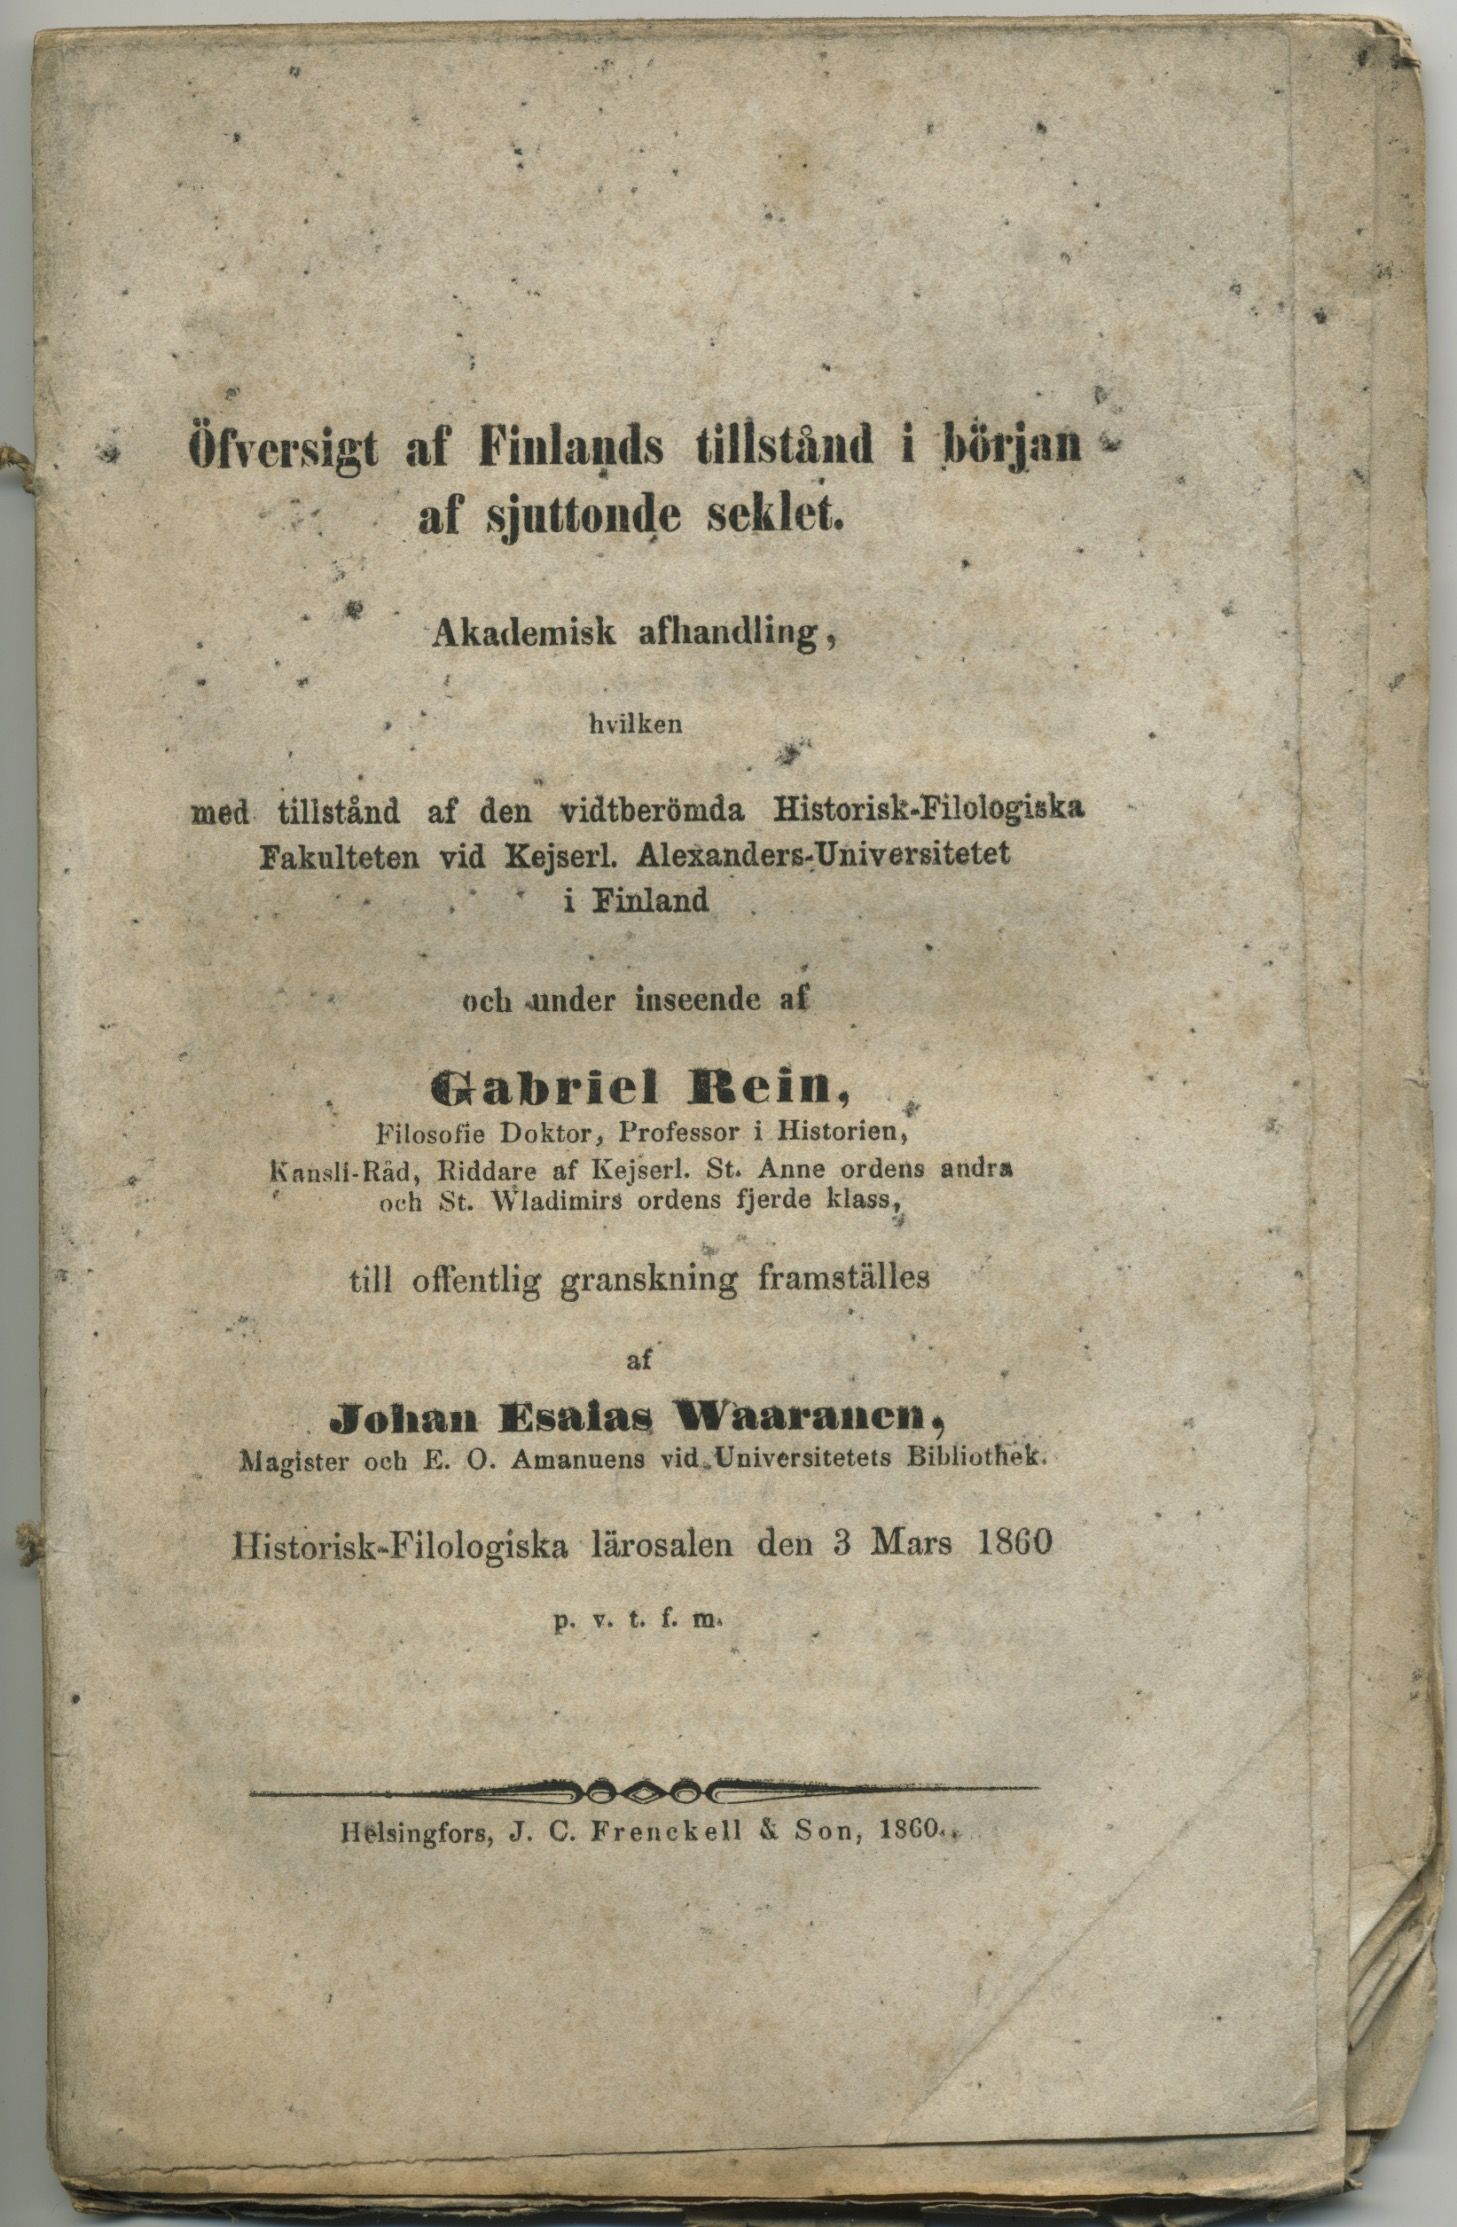 Öfversigt af Finlands tillstånd i början
af sjuttonde seklet.
Akademisk afhandling,
hvilken
med tillstånd af den vidtberömda Historisk-Filologiska
Fakulteten vid Kejserl. Alexanders-Universitetet
i Finland
och under inseende af
Gabriel Rein,
Filosofie Doktor, Professor i Historien,
Kansli-Råd, Riddare af Kejserl. St. Anne ordens andra
och St. Wladimirs ordens fjerde klass,
till offentlig granskning framställes
af
Johan Esaias Waaranen,
Magister och E. O. Amanuens vid Universitetets Bibliothek.
Historisk-Filologiska lärosalen den 3 Mars 1860
p. v. t. f. m.
Helsingfors, J. C. Frenckell & Son, 1860.